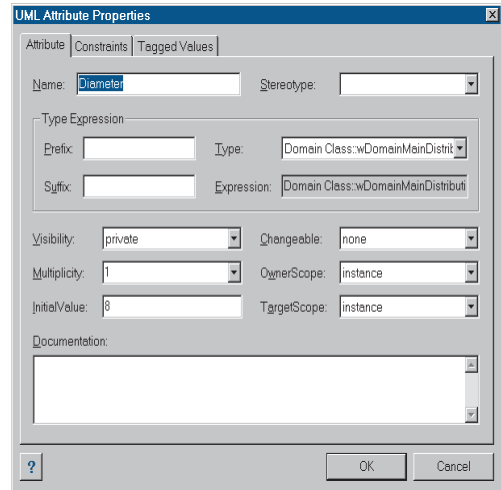 UML Attribute Properties
Attribute Constraints Tagged Values
Name: Diameter Stereotype:
Type Expression
Prefix: Type: Domain Class::wDomainMainDistrib
Suffix: Expression: Domain Class::wDomainMainDistributi
Visibility: private Changeable: none
Multiplicity: 1 OwnerScope: instance
InitialValue: 8 TargetScope: instance
Documentation:
? OK Cancel